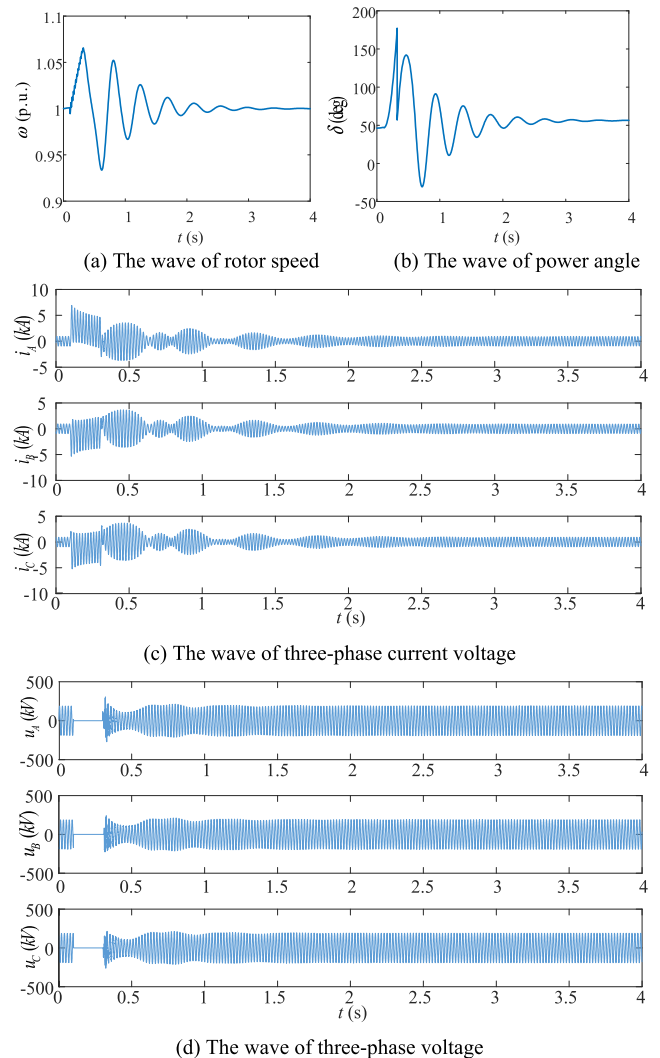 1.1
1.05
1
0.95
0.9
ω (p.u.)
0 1 2 3 4
t (s)
200
150
100
50
0
-50
δ (deg)
0 1 2 3 4
t (s)
(a) The wave of rotor speed
(b) The wave of power angle
10
5
0
-5
i_A (kA)
0 0.5 1 1.5 2 2.5 3 3.5 4
5
0
-5
-10
i_B (kA)
0 0.5 1 1.5 2 2.5 3 3.5 4
5
0
-5
-10
i_C (kA)
0 0.5 1 1.5 2 2.5 3 3.5 4
t (s)
(c) The wave of three-phase current voltage
500
0
-500
u_A (kV)
0 0.5 1 1.5 2 2.5 3 3.5 4
500
0
-500
u_B (kV)
0 0.5 1 1.5 2 2.5 3 3.5 4
500
0
-500
u_C (kV)
0 0.5 1 1.5 2 2.5 3 3.5 4
t (s)
(d) The wave of three-phase voltage